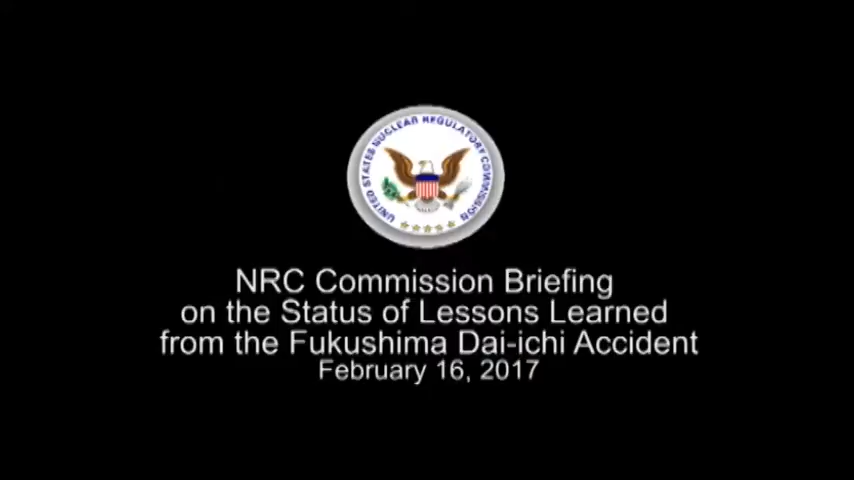 UNITED STATES NUCLEAR REGULATORY COMMISSION
NRC Commission Briefing
on the Status of Lessons Learned
from the Fukushima Dai-ichi Accident
February 16, 2017